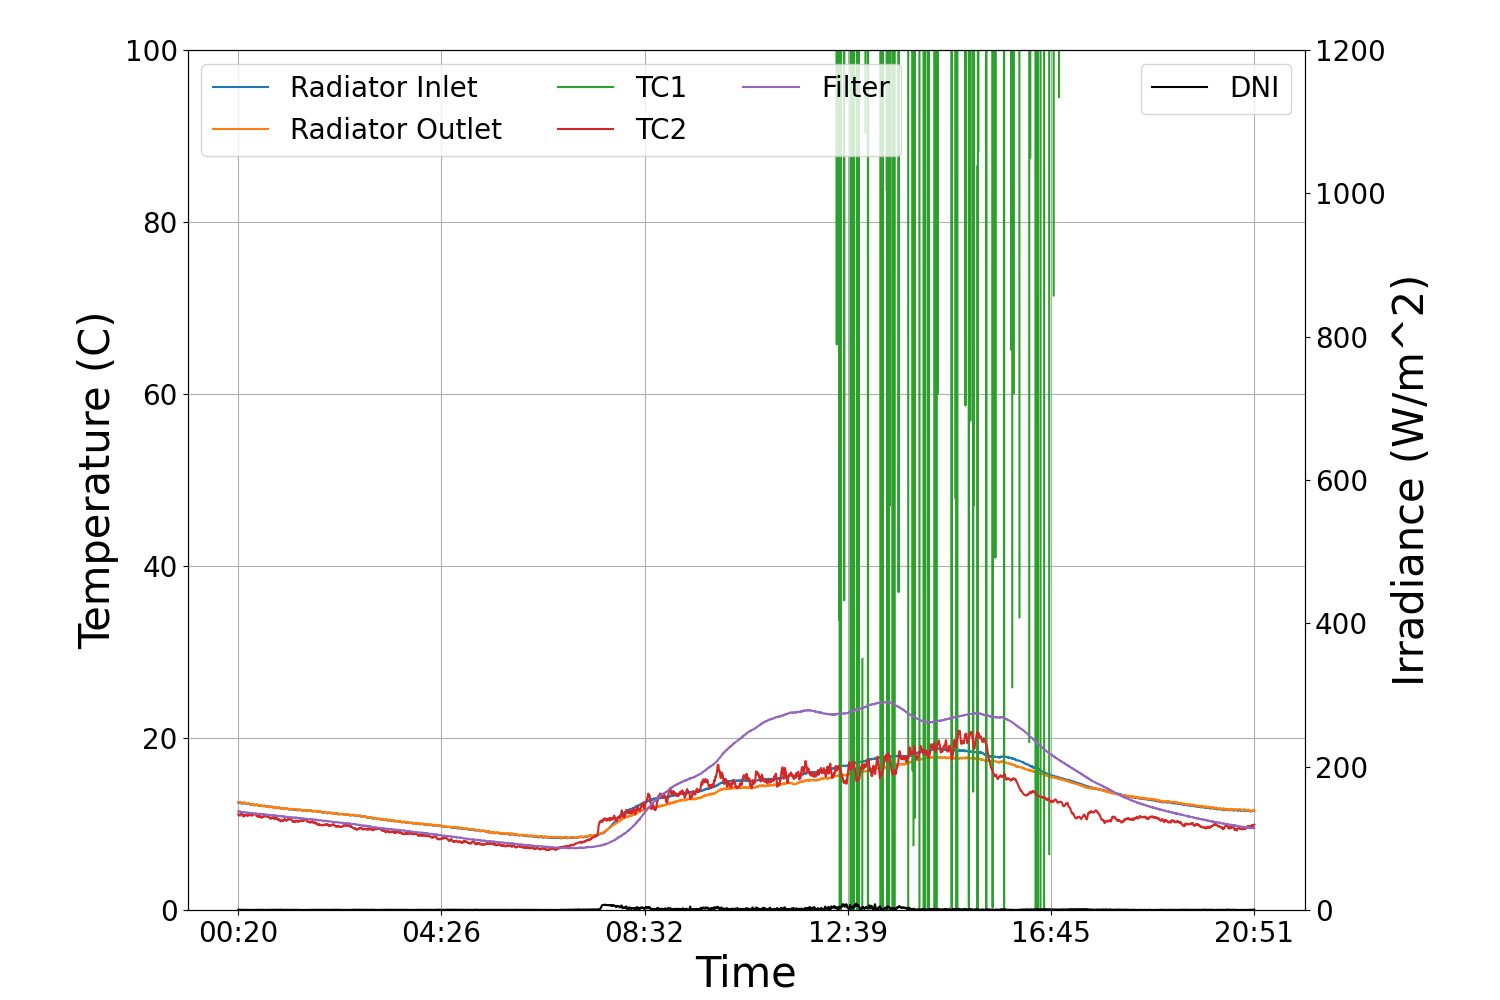 100
80
60
40
20
0
Temperature (C)
Radiator Inlet
Radiator Outlet
TC1
TC2
Filter
DNI
1200
1000
800
600
400
200
0
Irradiance (W/m^2)
00:20 04:26 08:32 12:39 16:45 20:51
Time